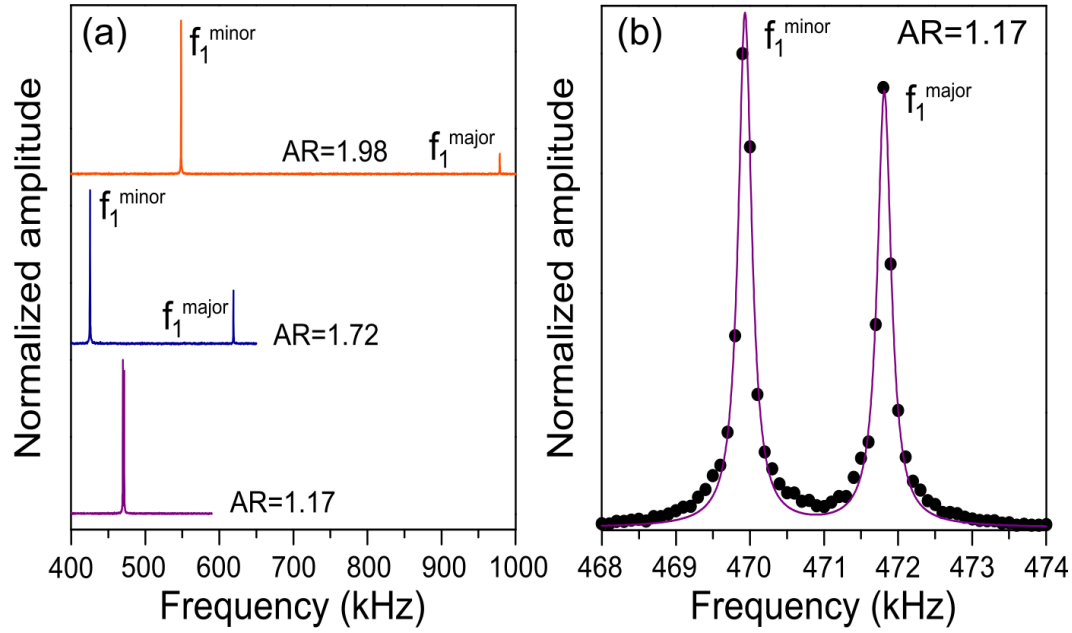 (a)
f₁ᵐⁱⁿᵒʳ
AR=1.98
f₁ᵐᵃʲᵒʳ
f₁ᵐⁱⁿᵒʳ
f₁ᵐᵃʲᵒʳ
AR=1.72
AR=1.17
Normalized amplitude
400 500 600 700 800 900 1000
Frequency (kHz)
(b)
AR=1.17
f₁ᵐⁱⁿᵒʳ
f₁ᵐᵃʲᵒʳ
Normalized amplitude
468 469 470 471 472 473 474
Frequency (kHz)